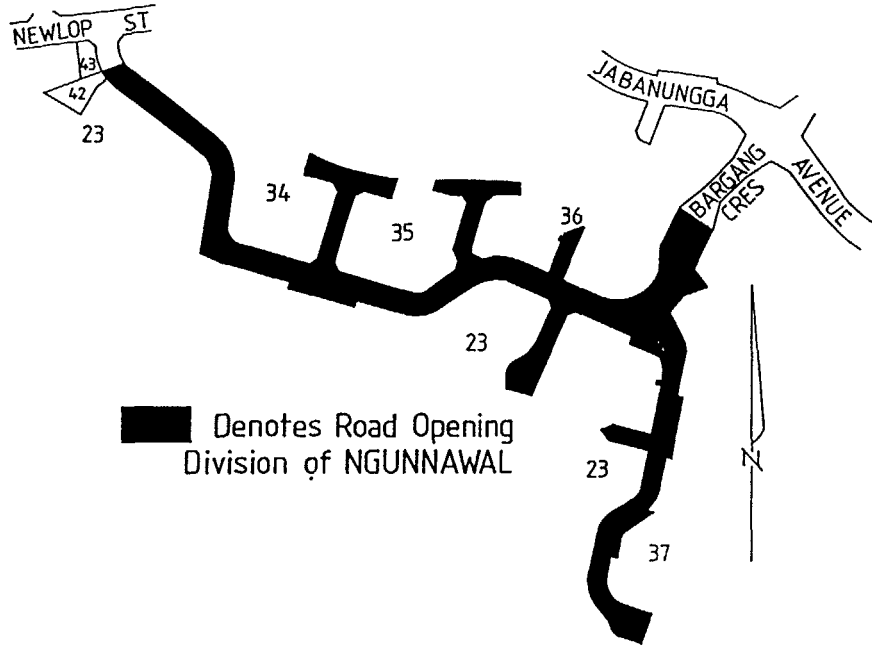 NEWLOP ST
43
42
23
JABANUNGGA
AVENUE
BARGANG
CRES
34
35
36
23
Denotes Road Opening
Division of NGUNNAWAL
23
37
N